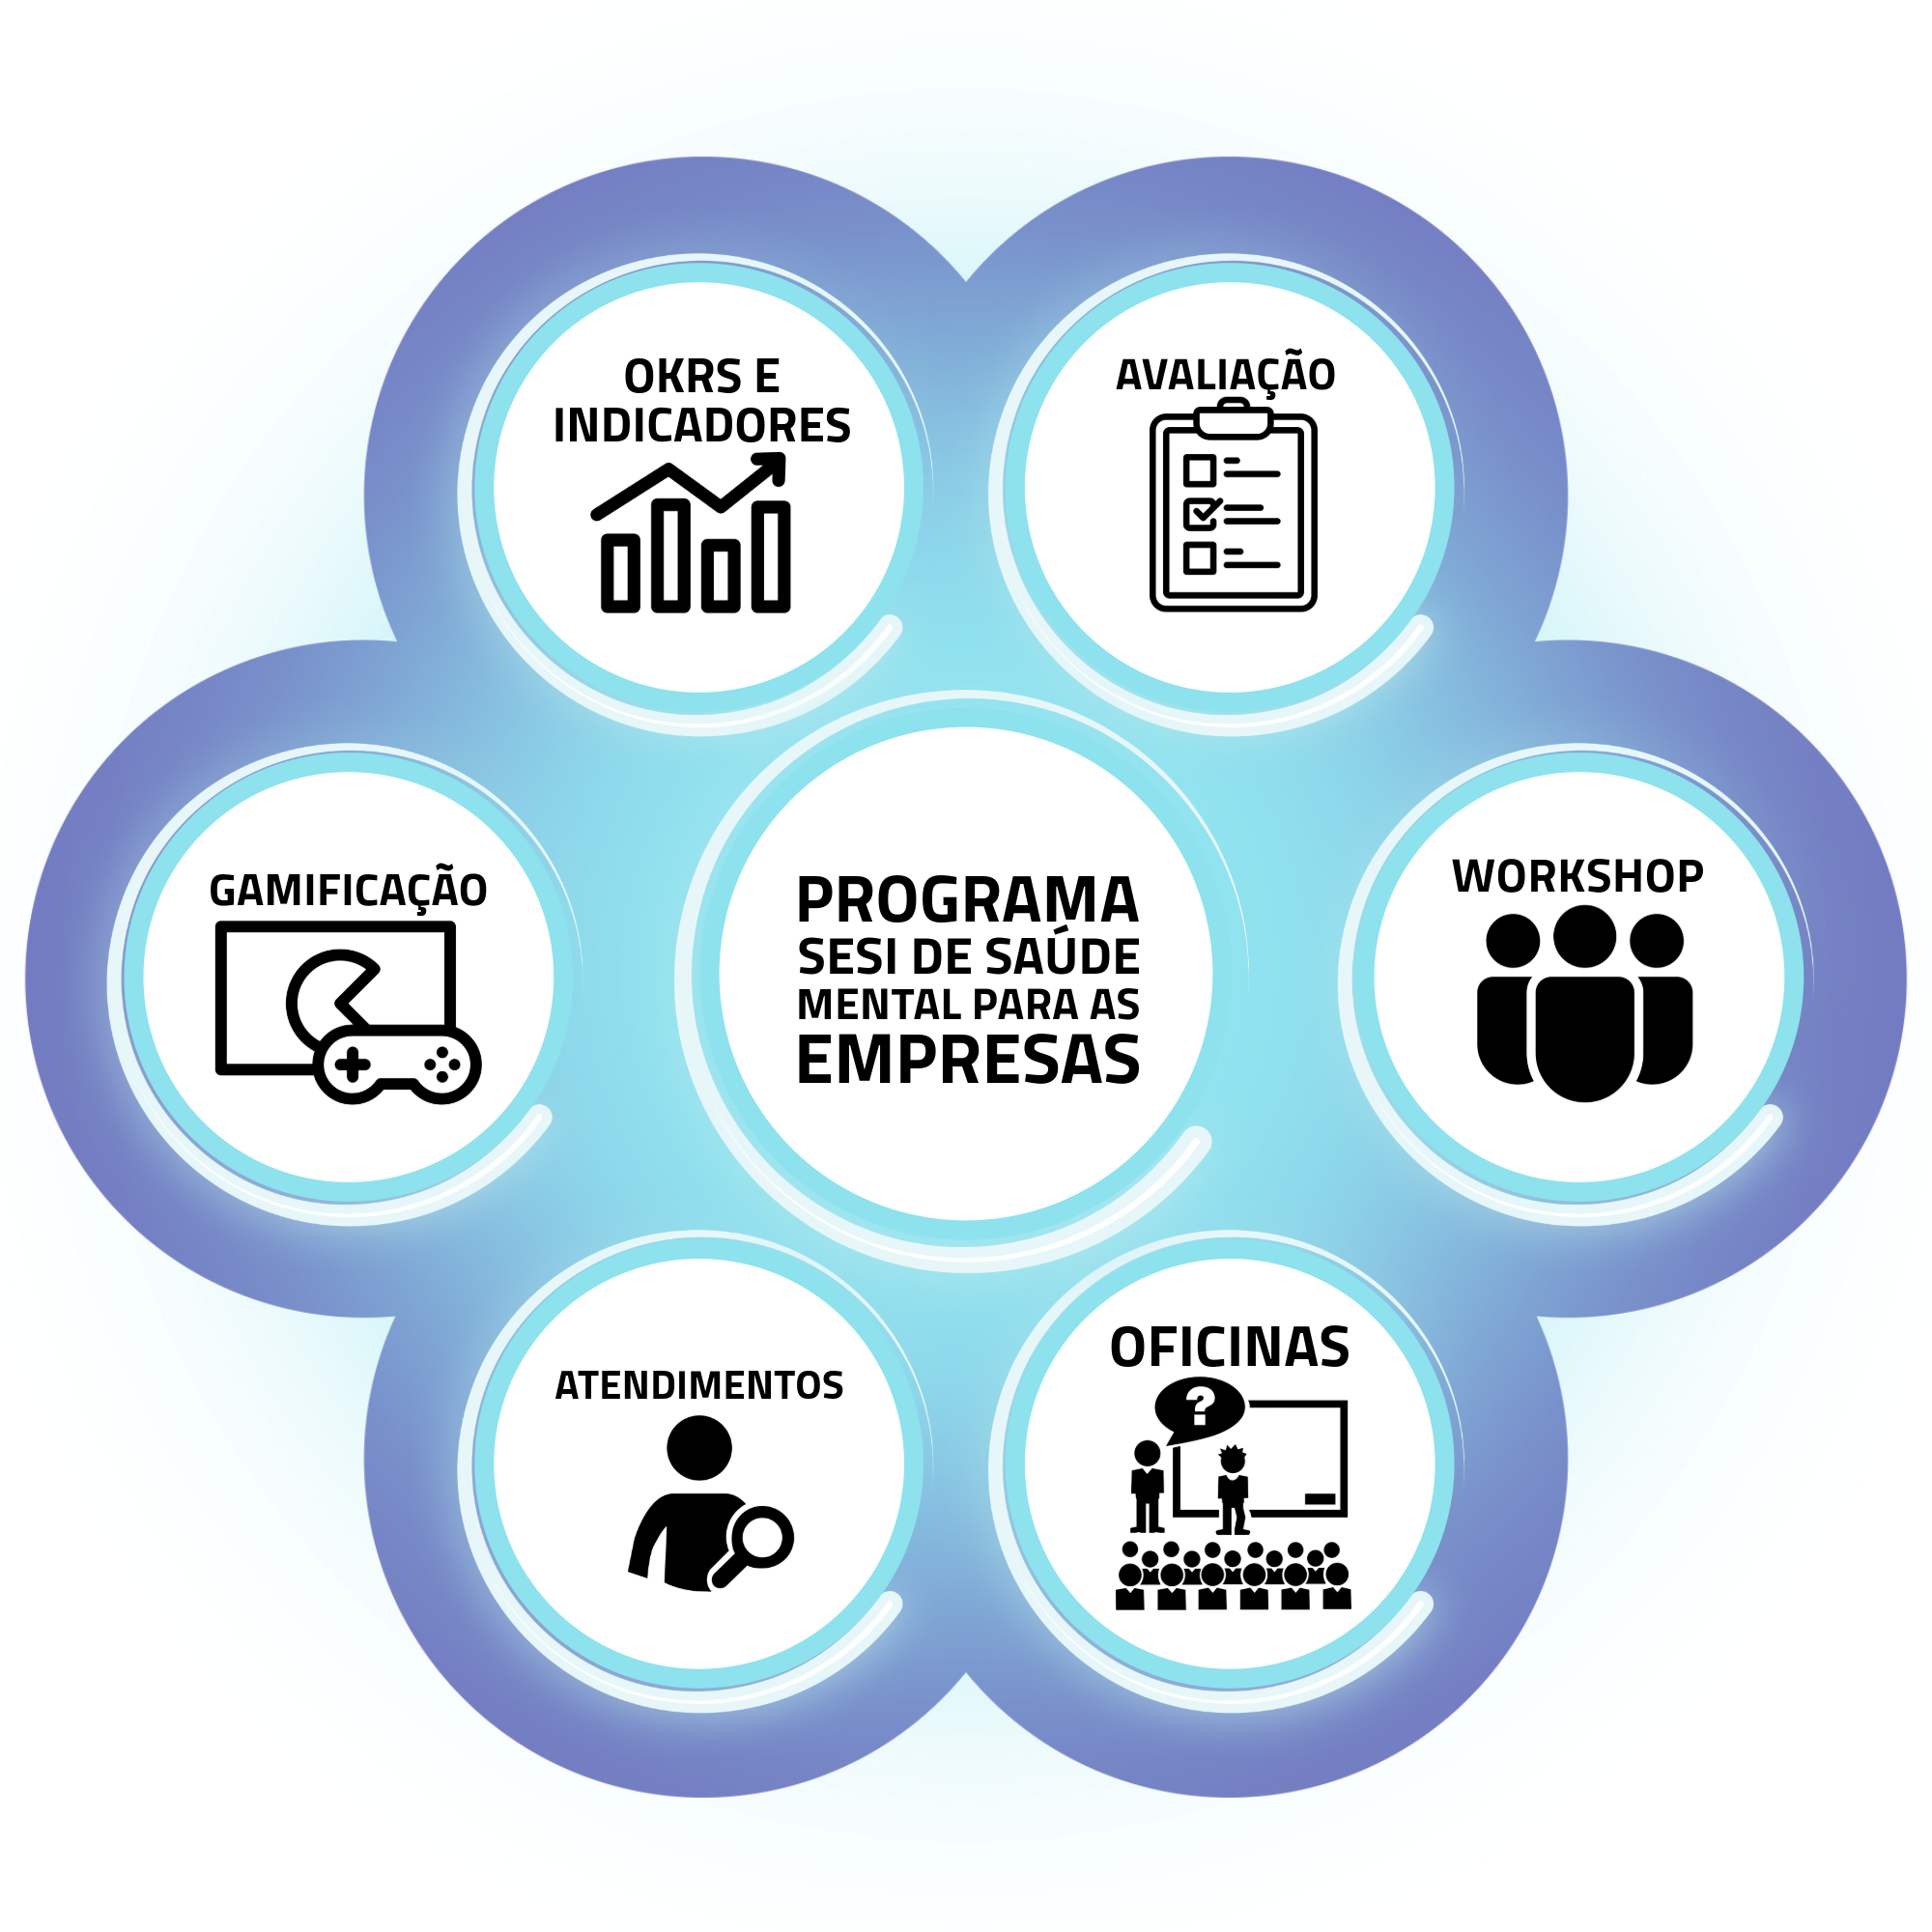 OKRS E
INDICADORES
AVALIAÇÃO
GAMIFICAÇÃO
PROGRAMA
SESI DE SAÚDE
MENTAL PARA AS
EMPRESAS
WORKSHOP
ATENDIMENTOS
OFICINAS
?